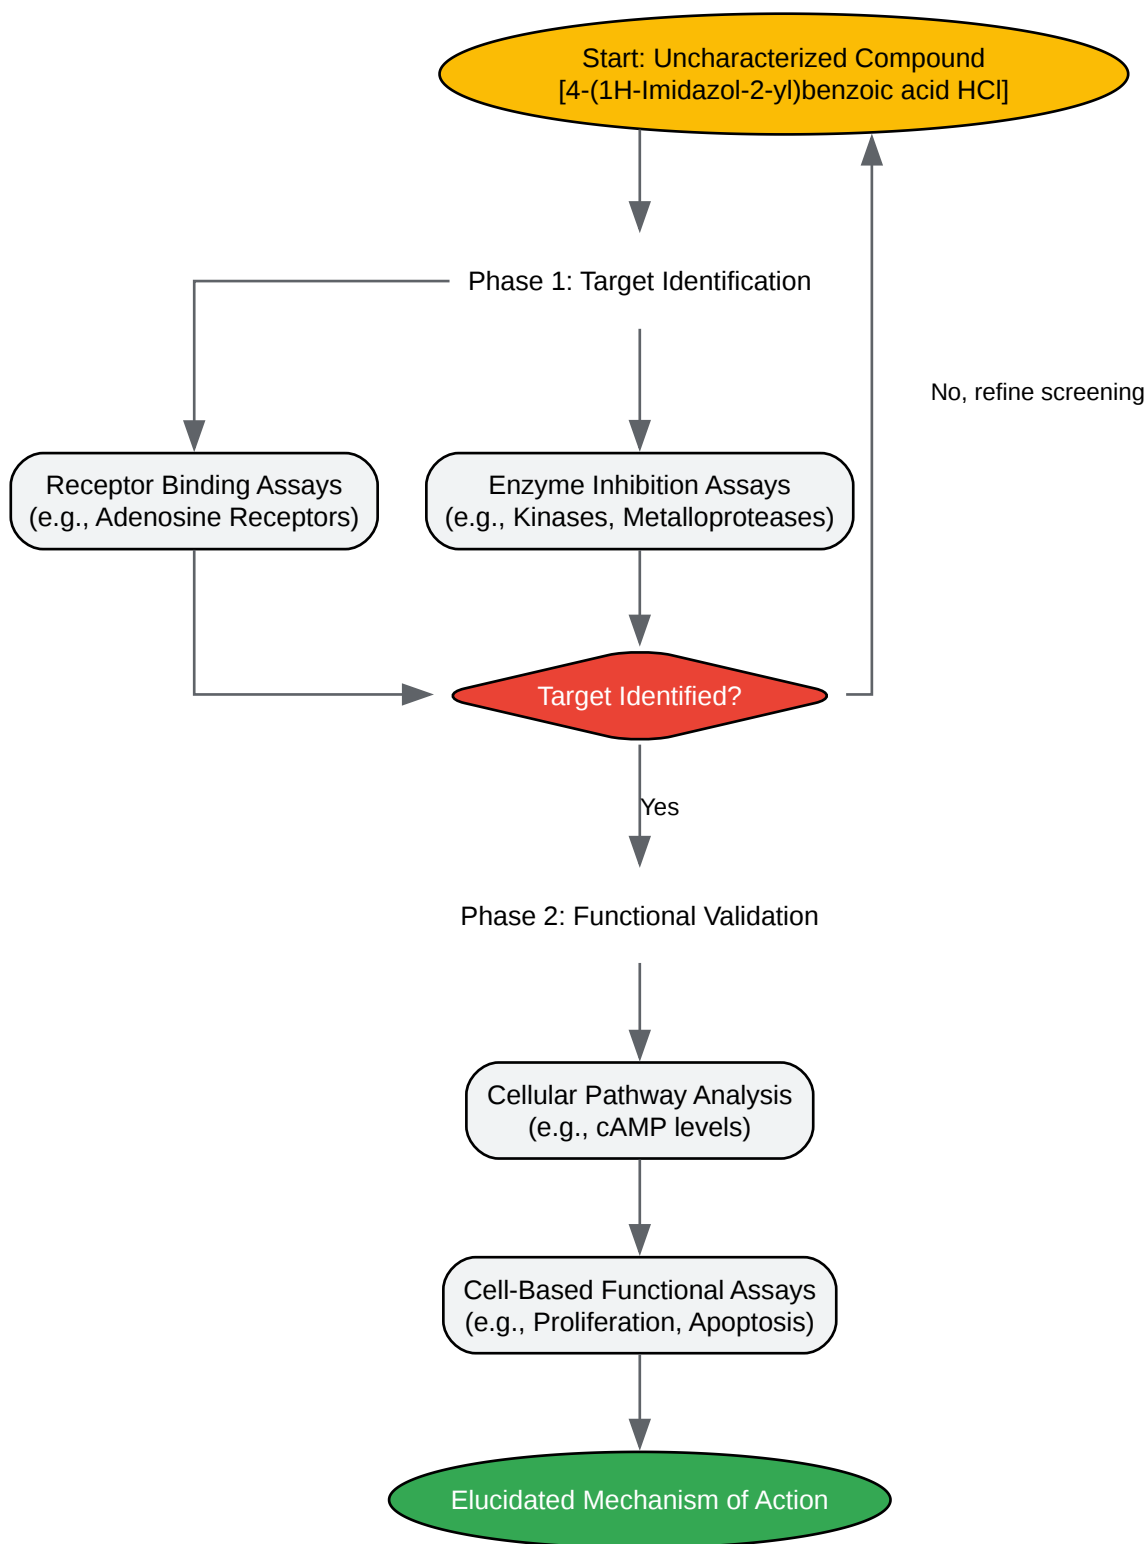 Start: Uncharacterized Compound
[4-(1H-Imidazol-2-yl)benzoic acid HCl]
Phase 1: Target Identification
No, refine screening
Receptor Binding Assays
(e.g., Adenosine Receptors)
Enzyme Inhibition Assays
(e.g., Kinases, Metalloproteases)
Target Identified?
Yes
Phase 2: Functional Validation
Cellular Pathway Analysis
(e.g., cAMP levels)
Cell-Based Functional Assays
(e.g., Proliferation, Apoptosis)
Elucidated Mechanism of Action